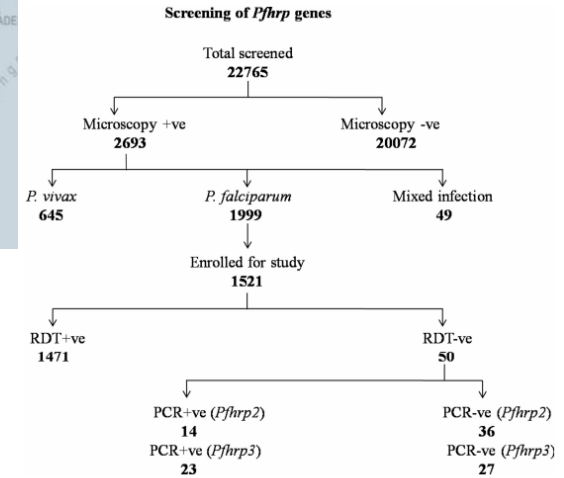 Screening of Pfhrp genes
Total screened
22765
Microscopy +ve
2693
Microscopy -ve
20072
P. vivax
645
P. falciparum
1999
Mixed infection
49
Enrolled for study
1521
RDT+ve
1471
RDT-ve
50
PCR+ve (Pfhrp2)
14
PCR+ve (Pfhrp3)
23
PCR-ve (Pfhrp2)
36
PCR-ve (Pfhrp3)
27